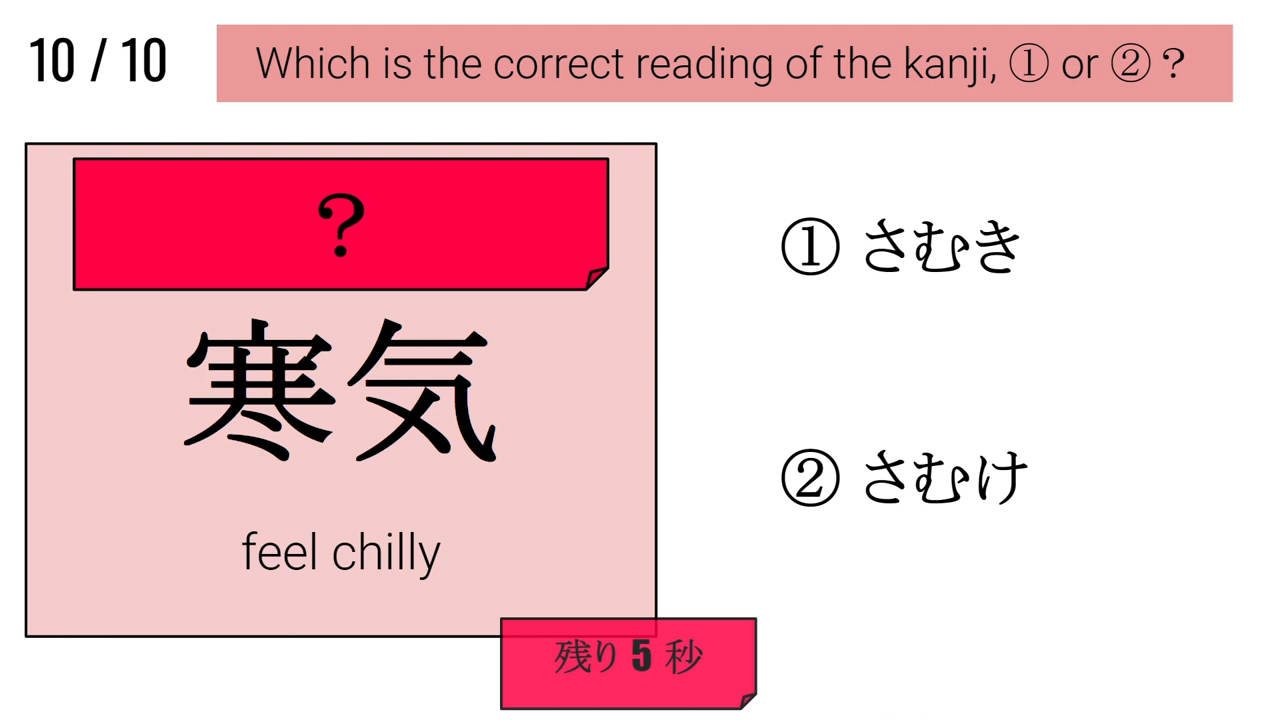 10 / 10
Which is the correct reading of the kanji, ① or ②？
？
寒気
feel chilly
① さむき
② さむけ
残り 5 秒